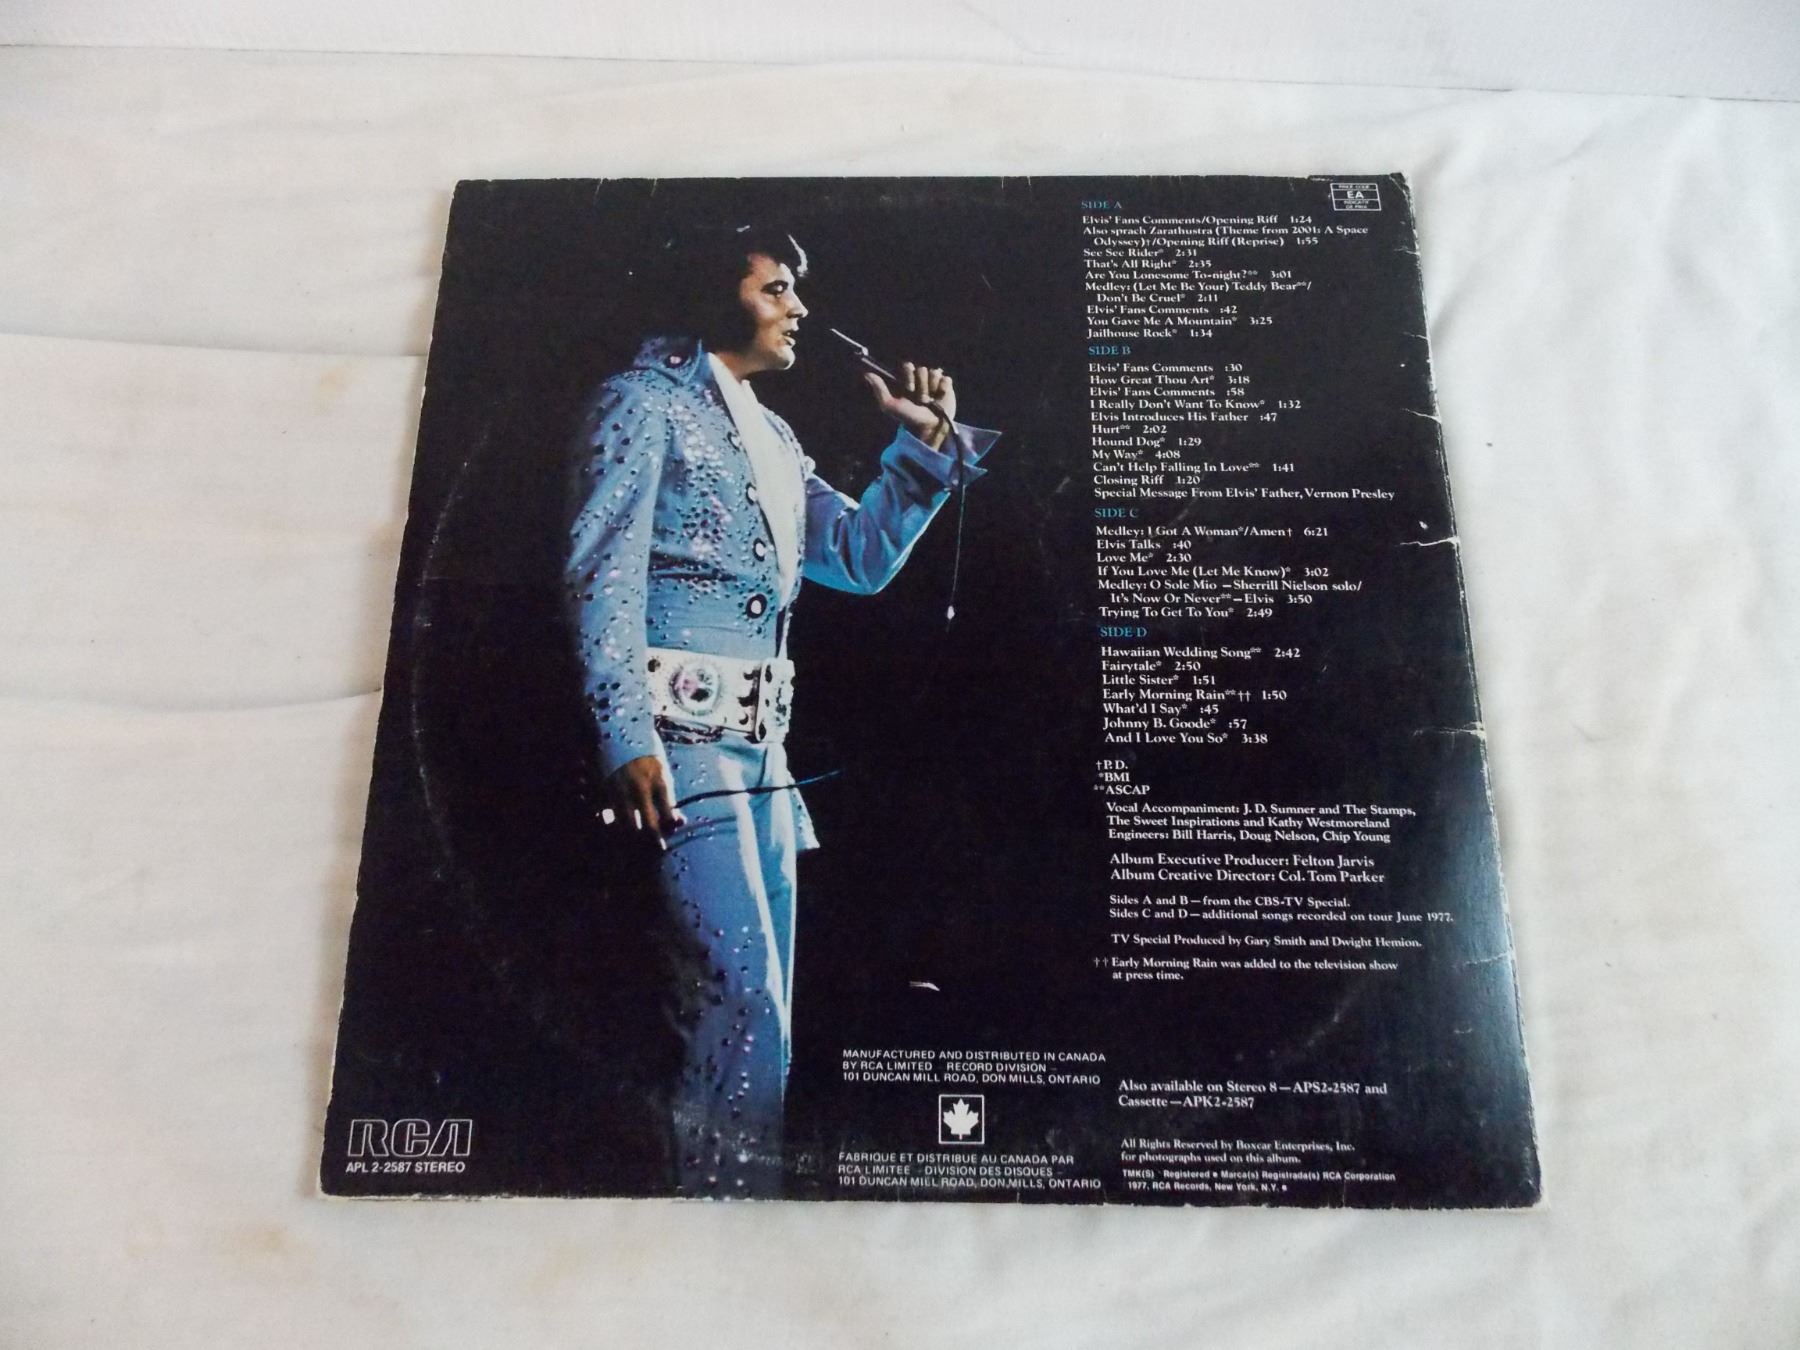 PRICE CODE
EA
INDICATIF
DE PRIX
SIDE A
Elvis' Fans Comments/Opening Riff 1:24
Also sprach Zarathustra (Theme from 2001: A Space
Odyssey)†/Opening Riff (Reprise) 1:55
See See Rider* 2:31
That's All Right* 2:35
Are You Lonesome To-night?** 3:01
Medley: (Let Me Be Your) Teddy Bear**/
Don't Be Cruel* 2:11
Elvis' Fans Comments :42
You Gave Me A Mountain* 3:25
Jailhouse Rock* 1:34
SIDE B
Elvis' Fans Comments :30
How Great Thou Art* 3:18
Elvis' Fans Comments :58
I Really Don't Want To Know* 1:32
Elvis Introduces His Father :47
Hurt** 2:02
Hound Dog* 1:29
My Way* 4:08
Can't Help Falling In Love** 1:41
Closing Riff 1:20
Special Message From Elvis' Father, Vernon Presley
SIDE C
Medley: I Got A Woman*/Amen† 6:21
Elvis Talks :40
Love Me* 2:30
If You Love Me (Let Me Know)* 3:02
Medley: O Sole Mio – Sherrill Nielson solo/
It's Now Or Never** – Elvis 3:50
Trying To Get To You* 2:49
SIDE D
Hawaiian Wedding Song** 2:42
Fairytale* 2:50
Little Sister* 1:51
Early Morning Rain**†† 1:50
What'd I Say* :45
Johnny B. Goode* :57
And I Love You So* 3:38
†P.D.
*BMI
**ASCAP
Vocal Accompaniment: J. D. Sumner and The Stamps,
The Sweet Inspirations and Kathy Westmoreland
Engineers: Bill Harris, Doug Nelson, Chip Young
Album Executive Producer: Felton Jarvis
Album Creative Director: Col. Tom Parker
Sides A and B – from the CBS-TV Special.
Sides C and D – additional songs recorded on tour June 1977.
TV Special Produced by Gary Smith and Dwight Hemion.
††Early Morning Rain was added to the television show
at press time.
MANUFACTURED AND DISTRIBUTED IN CANADA
BY RCA LIMITED – RECORD DIVISION –
101 DUNCAN MILL ROAD, DON MILLS, ONTARIO
FABRIQUE ET DISTRIBUE AU CANADA PAR
RCA LIMITEE – DIVISION DES DISQUES –
101 DUNCAN MILL ROAD, DON MILLS, ONTARIO
Also available on Stereo 8 – APS2-2587 and
Cassette – APK2-2587
All Rights Reserved by Boxcar Enterprises, Inc.
for photographs used on this album.
TMK(S) ® Registered • Marca(s) Registrada(s) RCA Corporation
1977, RCA Records, New York, N.Y. •
RCA
APL 2-2587 STEREO